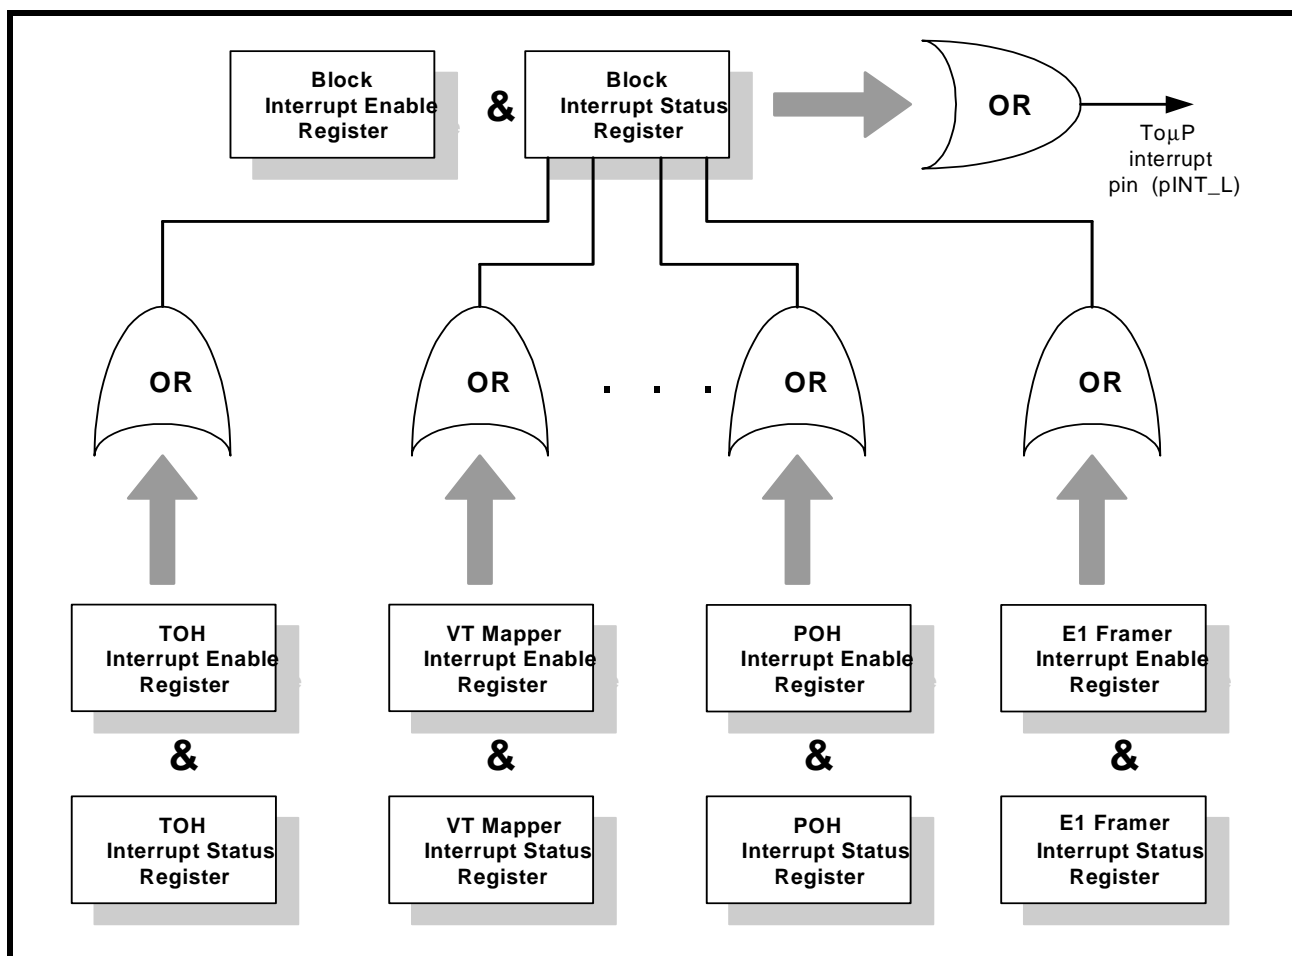 Block
Interrupt Enable
Register
&
Block
Interrupt Status
Register
OR
ToµP
interrupt
pin (pINT_L)
OR
OR
. . .
OR
OR
TOH
Interrupt Enable
Register
VT Mapper
Interrupt Enable
Register
POH
Interrupt Enable
Register
E1 Framer
Interrupt Enable
Register
&
&
&
&
TOH
Interrupt Status
Register
VT Mapper
Interrupt Status
Register
POH
Interrupt Status
Register
E1 Framer
Interrupt Status
Register